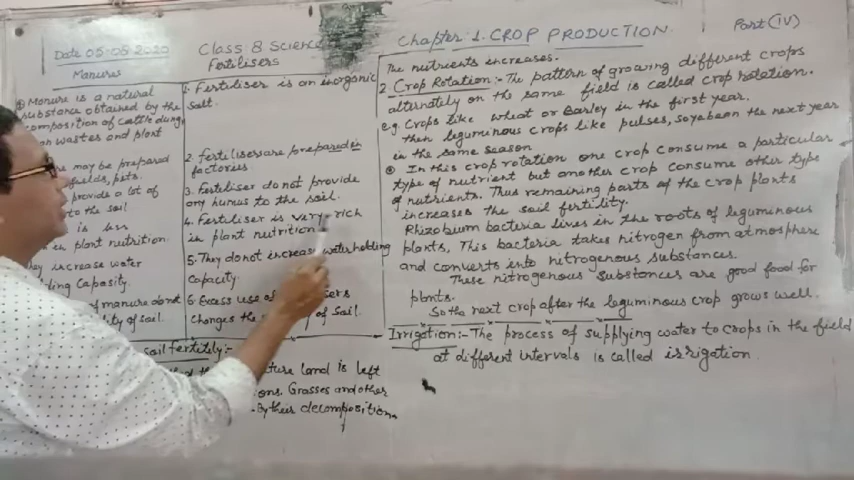 Date 05-05-2020
Class 8 Science
Chapter: 1. CROP PRODUCTION
Part (iv)
Manures
① Manure is a natural
substance obtained by the
composition of cattle dung
wastes and plant
may be prepared
fields, pits.
provide a lot of
to the soil
is less
in plant nutrition.
they increase water
Capacity.
of manure do not
of soil.
Fertilisers
1. Fertiliser is an inorganic
salt.
2. fertilisers are prepared in
factories
3. Fertiliser do not provide
any humus to the soil.
4. Fertiliser is very rich
in plant nutrition
5. They do not increase water holding
Capacity.
6. Excess use of
Changes the of Soil.
Soil fertitely:-
land is left
Grasses and other
By their decomposition
The nutrients increases.
2. Crop Rotation:- The pattern of growing different crops
alternately on the same field is called crop rotation.
e.g. Crops like wheat or Barley in the first year.
then leguminous crops like pulses, soyabean the next year
in the same season
In this crop rotation one crop consume a particular
type of nutrient but another crop consume other type
of nutrients. Thus remaining parts of the crop plants
increases the soil fertility.
Rhizobium bacteria lives in the roots of leguminous
plants. This bacteria takes nitrogen from atmosphere
and converts into nitrogenous substances.
These nitrogenous substances are good food for
plants.
So the next crop after the leguminous crop grows well.
Irrigation:- The process of supplying water to crops in the field
at different intervals is called irrigation